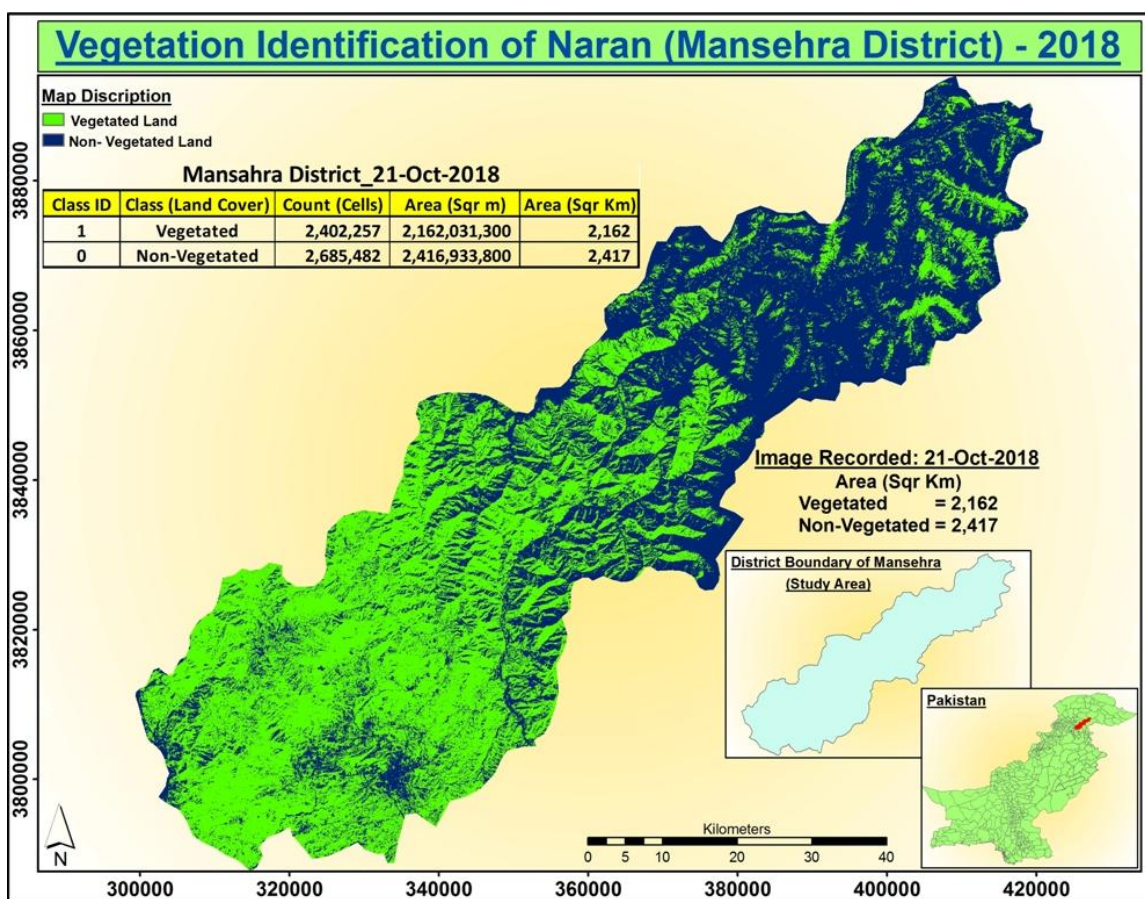 Vegetation Identification of Naran (Mansehra District) - 2018
Map Discription
Vegetated Land
Non- Vegetated Land
Mansahra District_21-Oct-2018
Class ID Class (Land Cover) Count (Cells) Area (Sqr m) Area (Sqr Km)
1 Vegetated 2,402,257 2,162,031,300 2,162
0 Non-Vegetated 2,685,482 2,416,933,800 2,417
3880000
3860000
3840000
3820000
3800000
Image Recorded: 21-Oct-2018
Area (Sqr Km)
Vegetated = 2,162
Non-Vegetated = 2,417
District Boundary of Mansehra
(Study Area)
Pakistan
Kilometers
0 5 10 20 30 40
N
300000 320000 340000 360000 380000 400000 420000